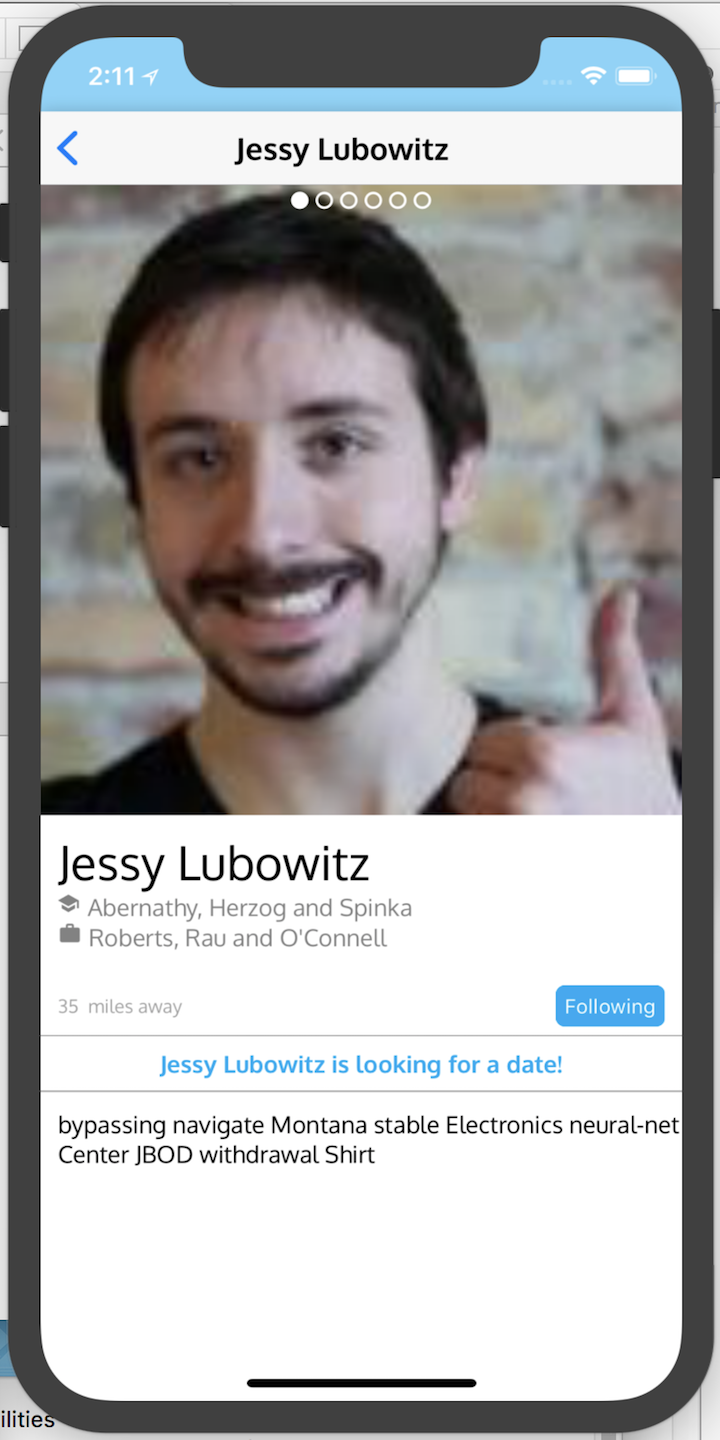 2:11
Jessy Lubowitz
Jessy Lubowitz
Abernathy, Herzog and Spinka
Roberts, Rau and O'Connell
35 miles away
Following
Jessy Lubowitz is looking for a date!
bypassing navigate Montana stable Electronics neural-net
Center JBOD withdrawal Shirt
ilities